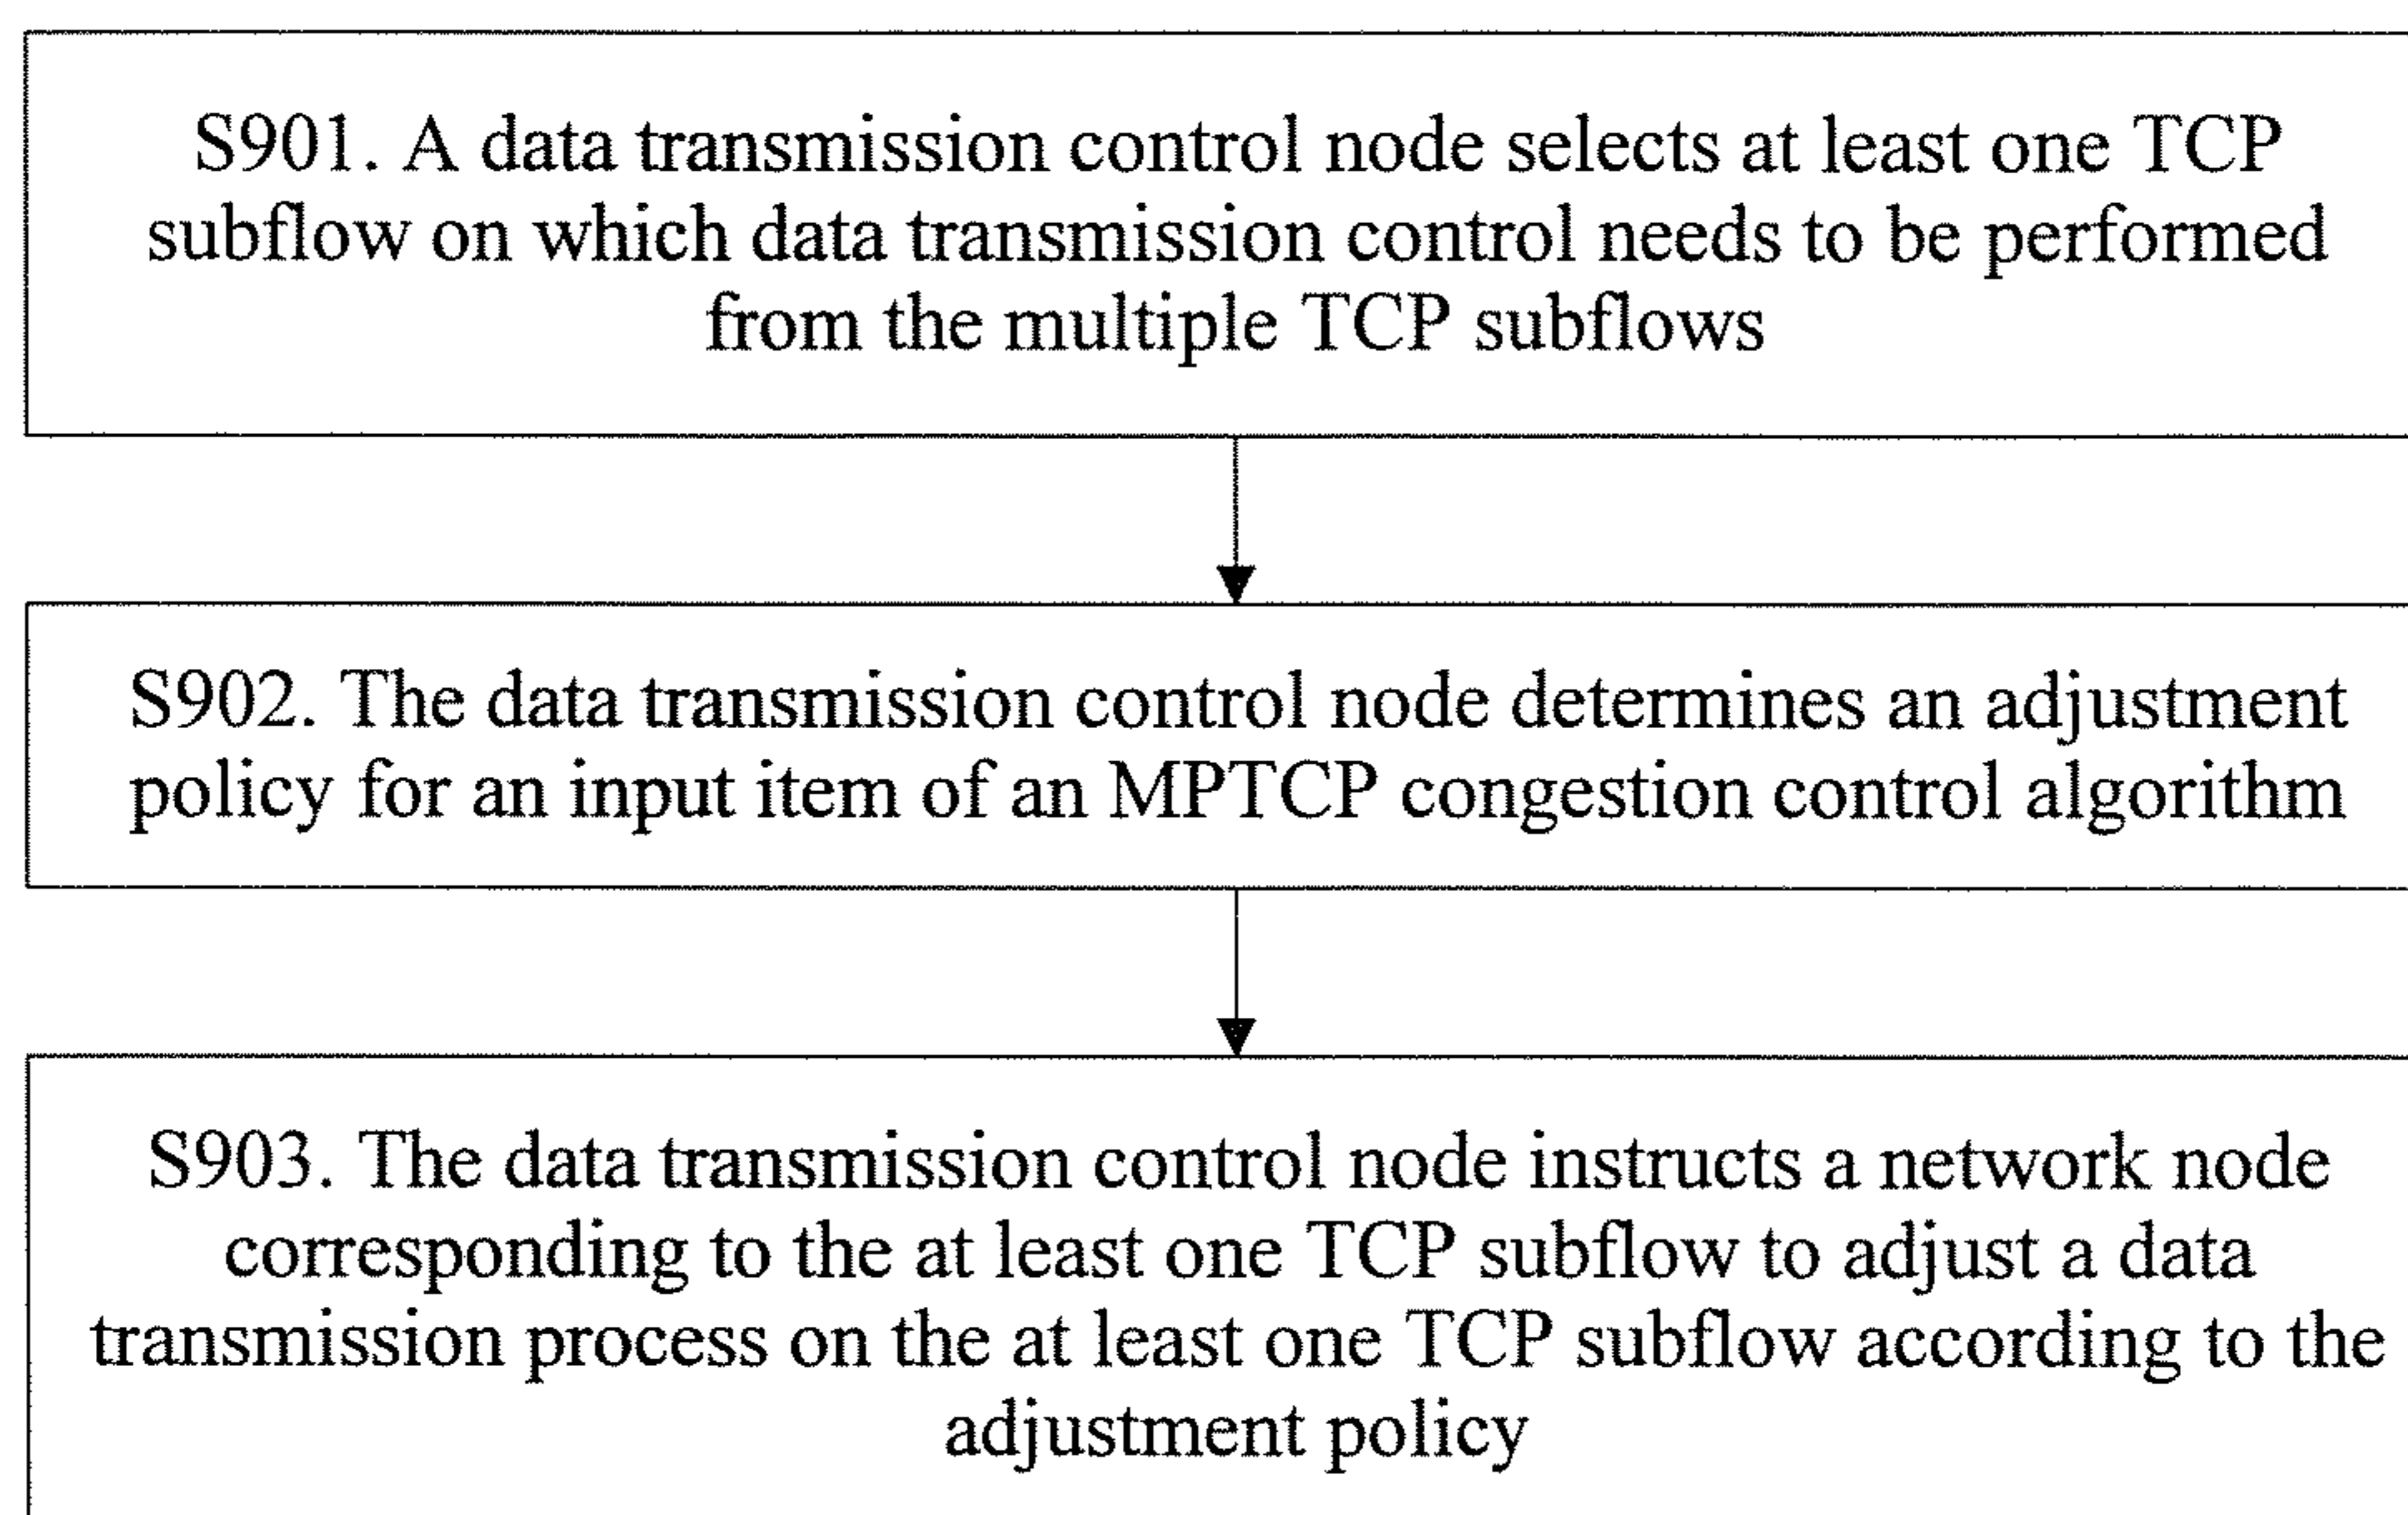 S901. A data transmission control node selects at least one TCP
subflow on which data transmission control needs to be performed
from the multiple TCP subflows
S902. The data transmission control node determines an adjustment
policy for an input item of an MPTCP congestion control algorithm
S903. The data transmission control node instructs a network node
corresponding to the at least one TCP subflow to adjust a data
transmission process on the at least one TCP subflow according to the
adjustment policy